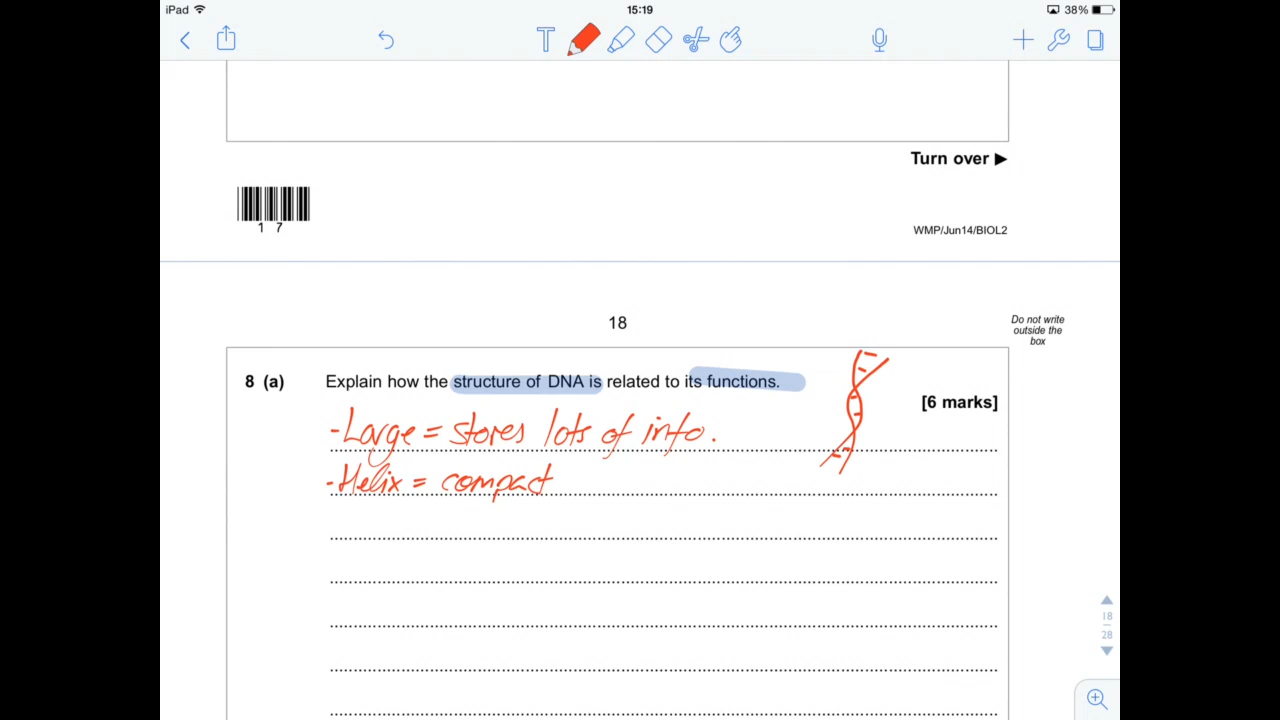 iPad 15:19 38%
T
Turn over ▶
1 7
WMP/Jun14/BIOL2
18
Do not write
outside the
box
8 (a) Explain how the structure of DNA is related to its functions.
[6 marks]
- Large = stores lots of info.
- Helix = compact
18
28